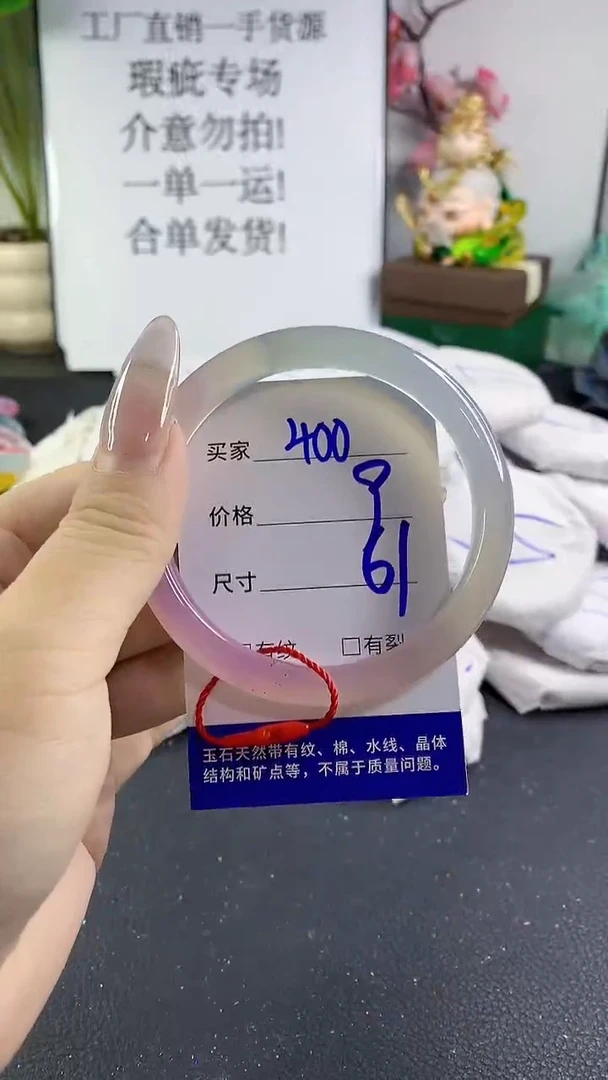 工厂直销一手货源
瑕疵专场
介意勿拍!
一单一运!
合单发货!
买家 400
价格
尺寸 61
有纹 □有裂
玉石天然带有纹、棉、水线、晶体
结构和矿点等，不属于质量问题。